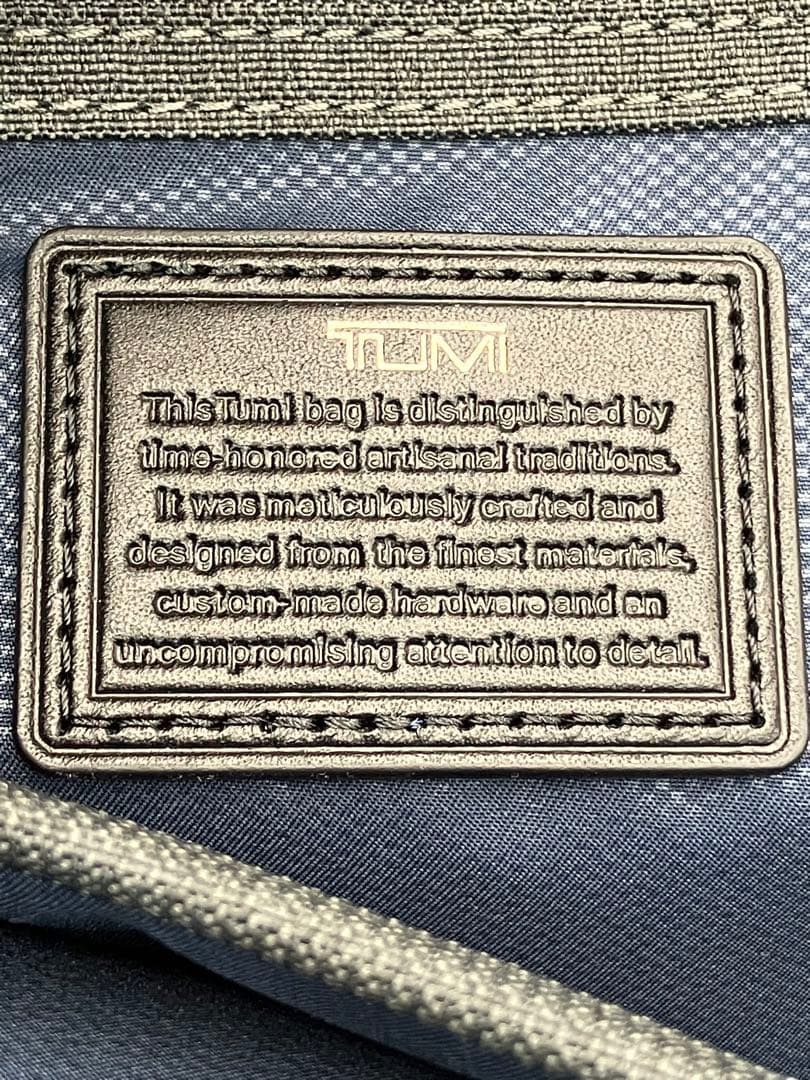 TUMI
This Tumi bag is distinguished by
time-honored artisanal traditions.
It was meticulously crafted and
designed from the finest materials,
custom-made hardware and an
uncompromising attention to detail.